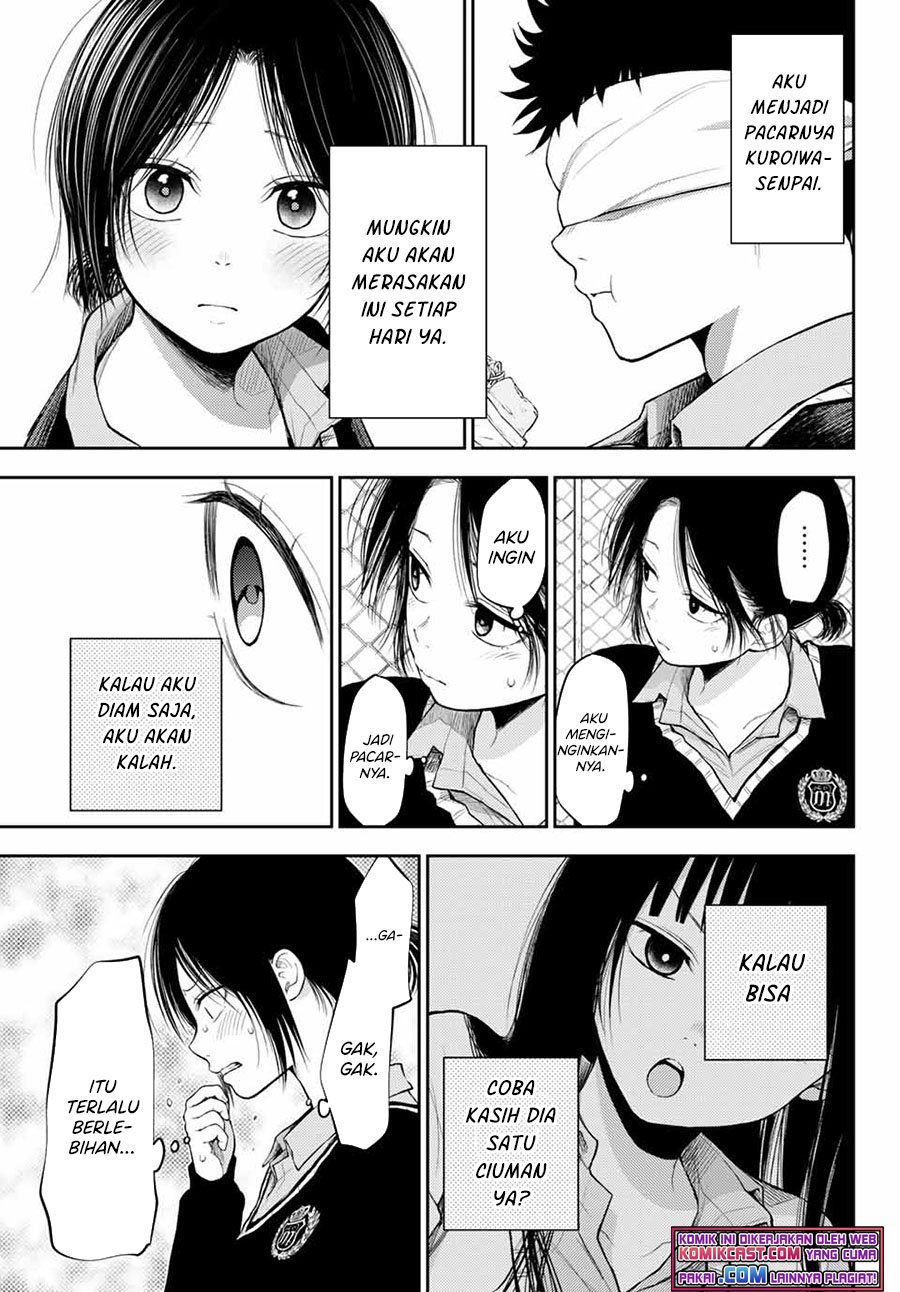 AKU
MENJADI
PACARNYA
KUROIWA-
SENPAI.
MUNGKIN
AKU AKAN
MERASAKAN
INI SETIAP
HARI YA.
........
AKU
MENGI-
NGINKAN-
NYA.
AKU
INGIN
JADI
PACAR-
NYA.
KALAU AKU
DIAM SAJA,
AKU AKAN
KALAH.
KALAU
BISA
COBA
KASIH DIA
SATU
CIUMAN
YA?
...GA-
GAK,
GAK.
ITU
TERLALU
BERLE-
BIHAN...
m
m
KOMIK INI DIKERJAKAN OLEH WEB
KOMIKCAST.COM YANG CUMA
PAKAI .COM LAINNYA PLAGIAT!